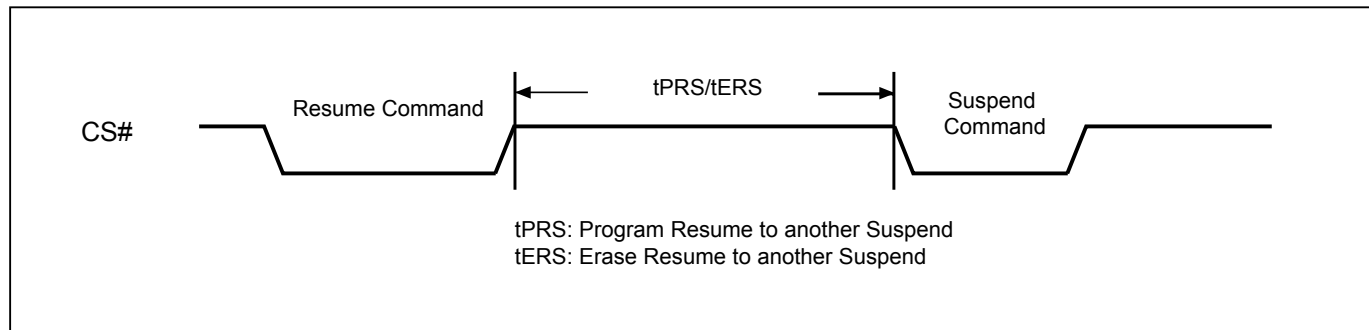 tPRS/tERS
Resume Command
Suspend
Command
CS#
tPRS: Program Resume to another Suspend
tERS: Erase Resume to another Suspend